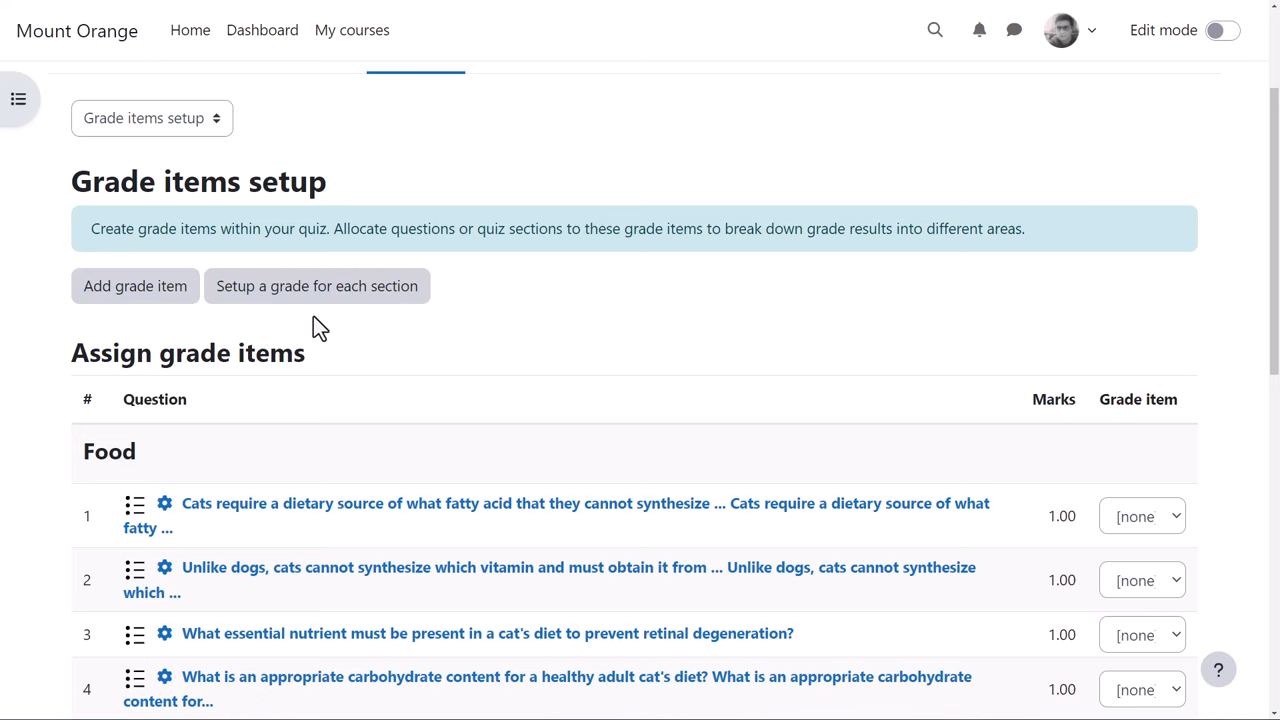 Mount Orange Home Dashboard My courses Edit mode
Grade items setup
Grade items setup
Create grade items within your quiz. Allocate questions or quiz sections to these grade items to break down grade results into different areas.
Add grade item Setup a grade for each section
Assign grade items
# Question Marks Grade item
Food
1 Cats require a dietary source of what fatty acid that they cannot synthesize ... Cats require a dietary source of what
fatty ... 1.00 [none
2 Unlike dogs, cats cannot synthesize which vitamin and must obtain it from ... Unlike dogs, cats cannot synthesize
which ... 1.00 [none
3 What essential nutrient must be present in a cat's diet to prevent retinal degeneration? 1.00 [none
4 What is an appropriate carbohydrate content for a healthy adult cat's diet? What is an appropriate carbohydrate
content for... 1.00 [none
?